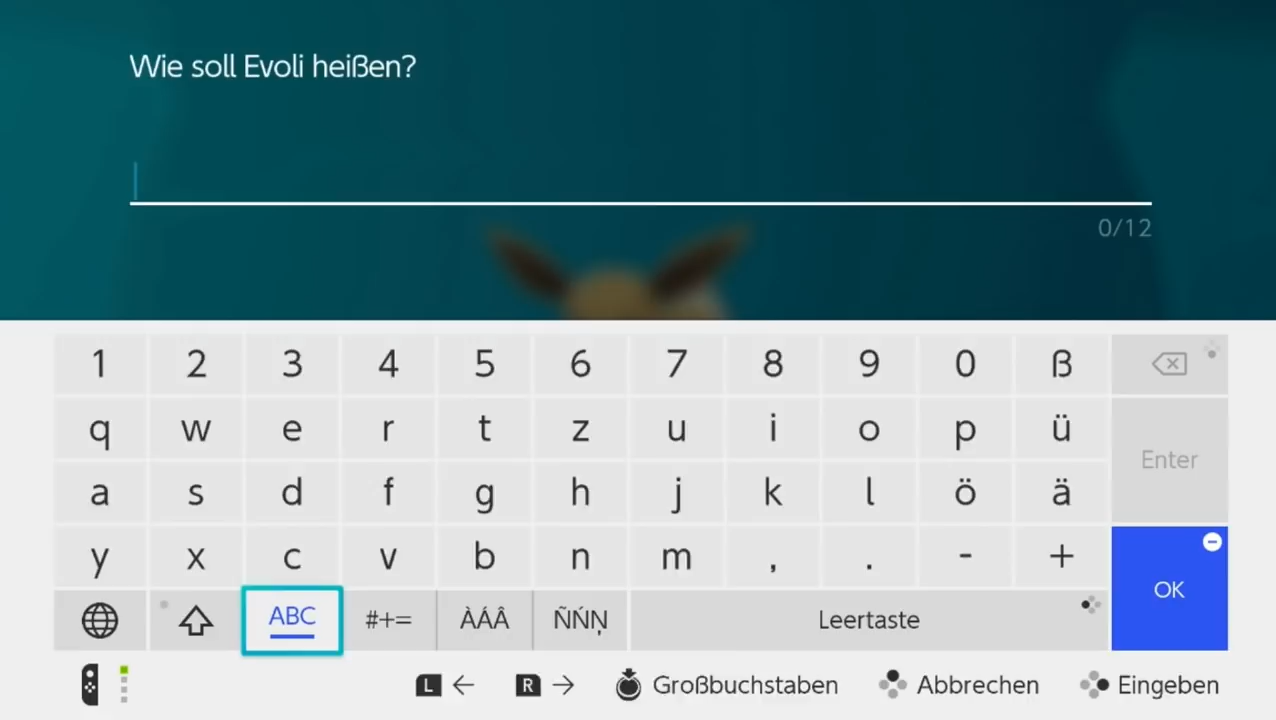 Wie soll Evoli heißen?
0/12
1 2 3 4 5 6 7 8 9 0 ß
q w e r t z u i o p ü
Enter
a s d f g h j k l ö ä
y x c v b n m , . - +
OK
ABC #+= ÀÁÂ ÑŃŅ Leertaste
L ← R → Großbuchstaben Abbrechen Eingeben